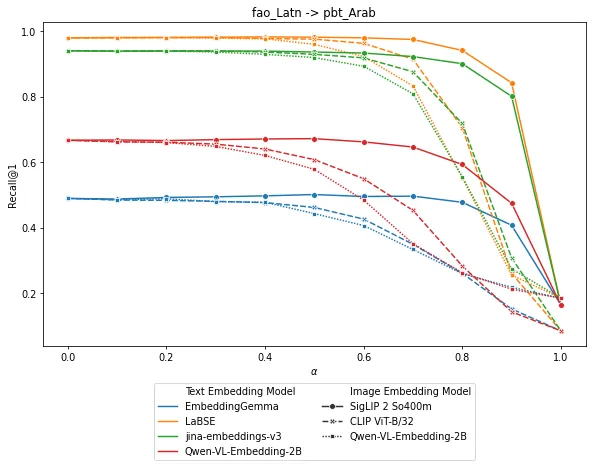 fao_Latn -> pbt_Arab
1.0
0.8
0.6
0.4
0.2
Recall@1
0.0 0.2 0.4 0.6 0.8 1.0
α
Text Embedding Model Image Embedding Model
EmbeddingGemma SigLIP 2 So400m
LaBSE CLIP ViT-B/32
jina-embeddings-v3 Qwen-VL-Embedding-2B
Qwen-VL-Embedding-2B